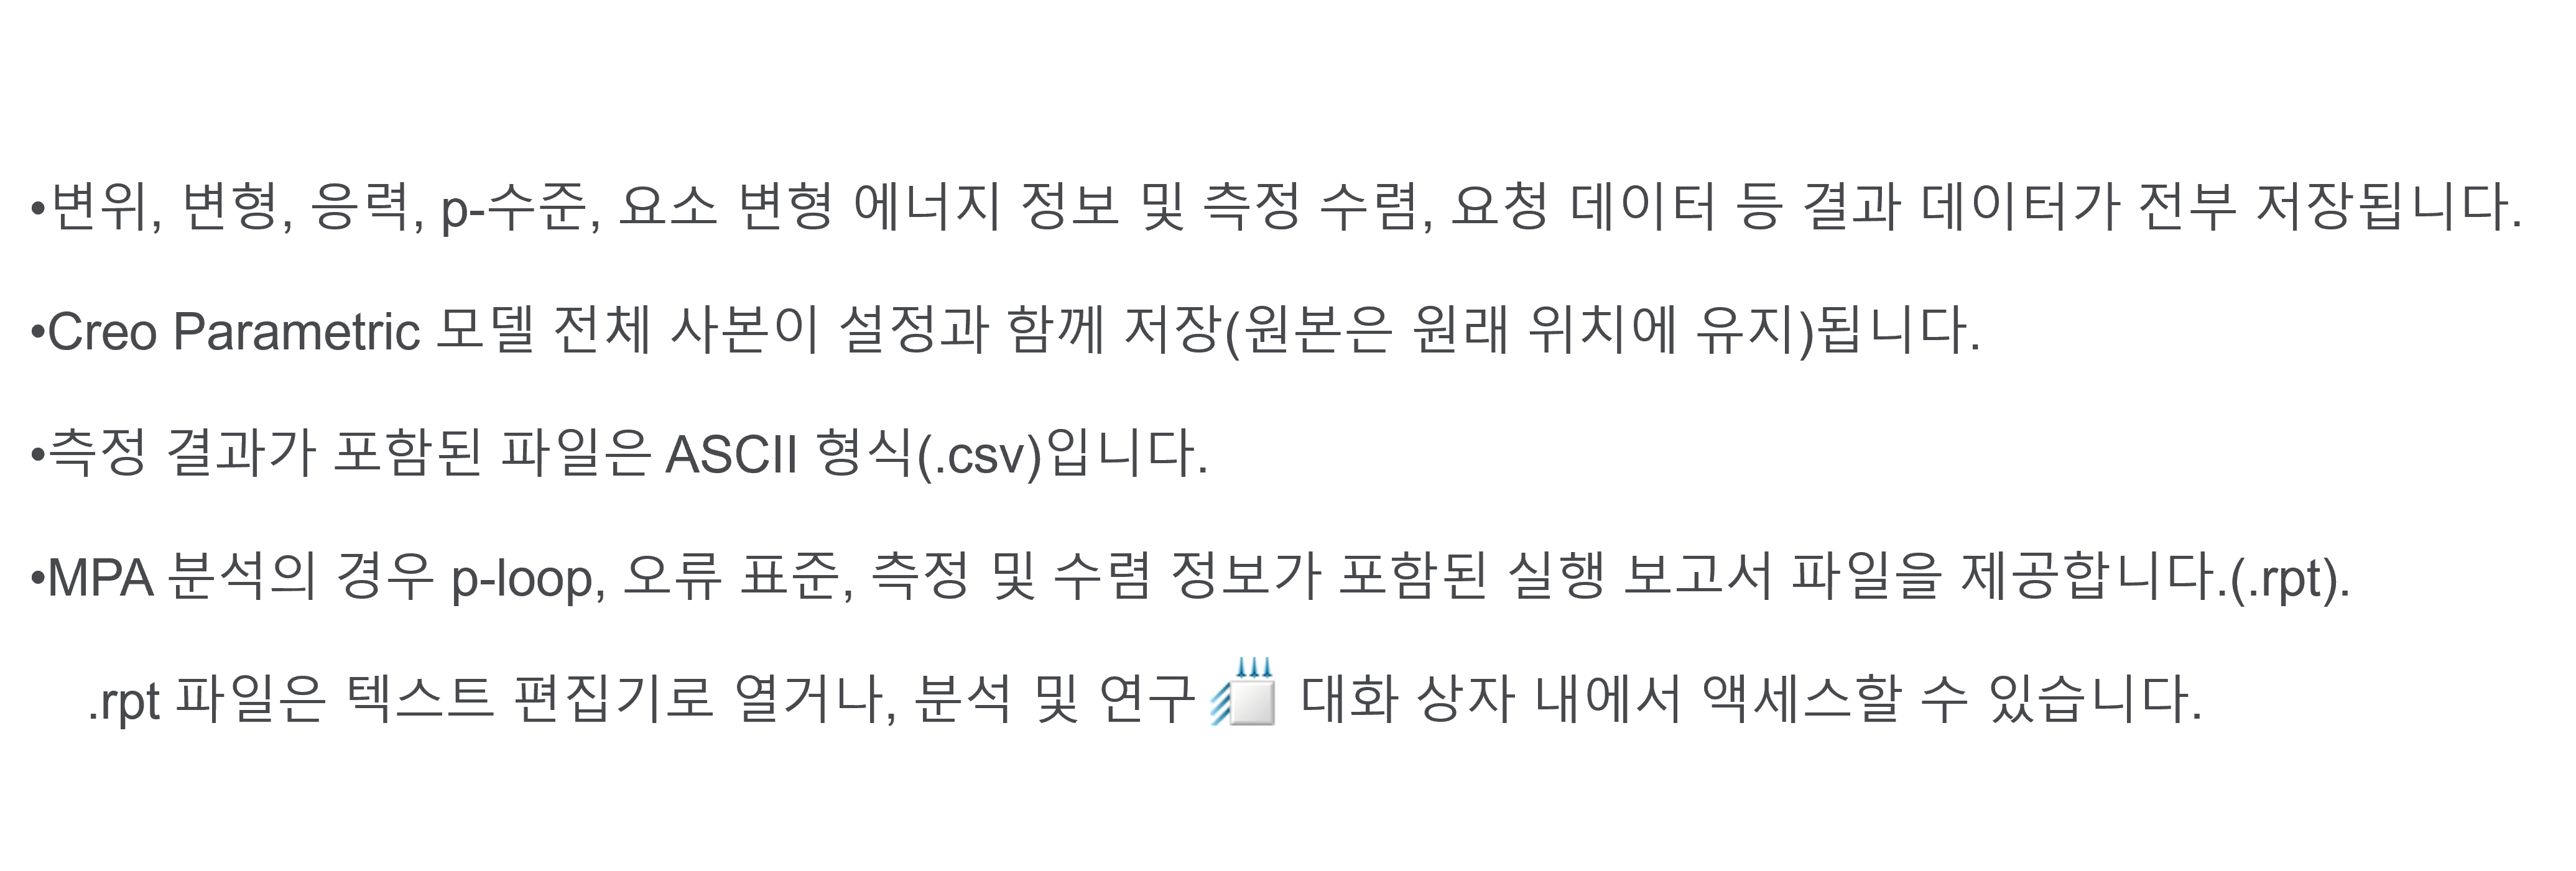 •변위, 변형, 응력, p-수준, 요소 변형 에너지 정보 및 측정 수렴, 요청 데이터 등 결과 데이터가 전부 저장됩니다.
•Creo Parametric 모델 전체 사본이 설정과 함께 저장(원본은 원래 위치에 유지)됩니다.
•측정 결과가 포함된 파일은 ASCII 형식(.csv)입니다.
•MPA 분석의 경우 p-loop, 오류 표준, 측정 및 수렴 정보가 포함된 실행 보고서 파일을 제공합니다.(.rpt).
.rpt 파일은 텍스트 편집기로 열거나, 분석 및 연구 대화 상자 내에서 액세스할 수 있습니다.